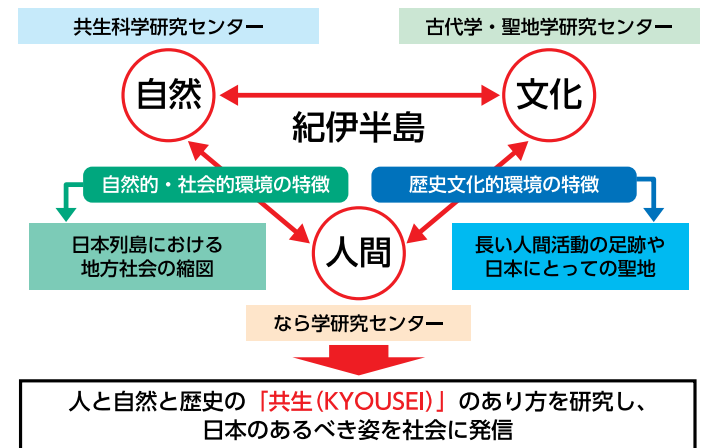 共生科学研究センター
古代学・聖地学研究センター
自然
文化
紀伊半島
自然的・社会的環境の特徴
歴史文化的環境の特徴
日本列島における
地方社会の縮図
人間
長い人間活動の足跡や
日本にとっての聖地
なら学研究センター
人と自然と歴史の「共生(KYOUSEI)」のあり方を研究し、
日本のあるべき姿を社会に発信